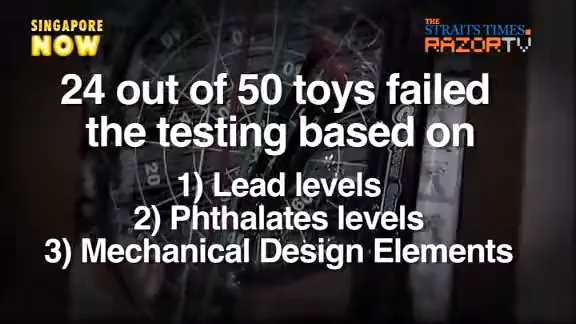 SINGAPORE
NOW
THE
STRAITS TIMES
RAZORTV
24 out of 50 toys failed
the testing based on
1) Lead levels
2) Phthalates levels
3) Mechanical Design Elements
20